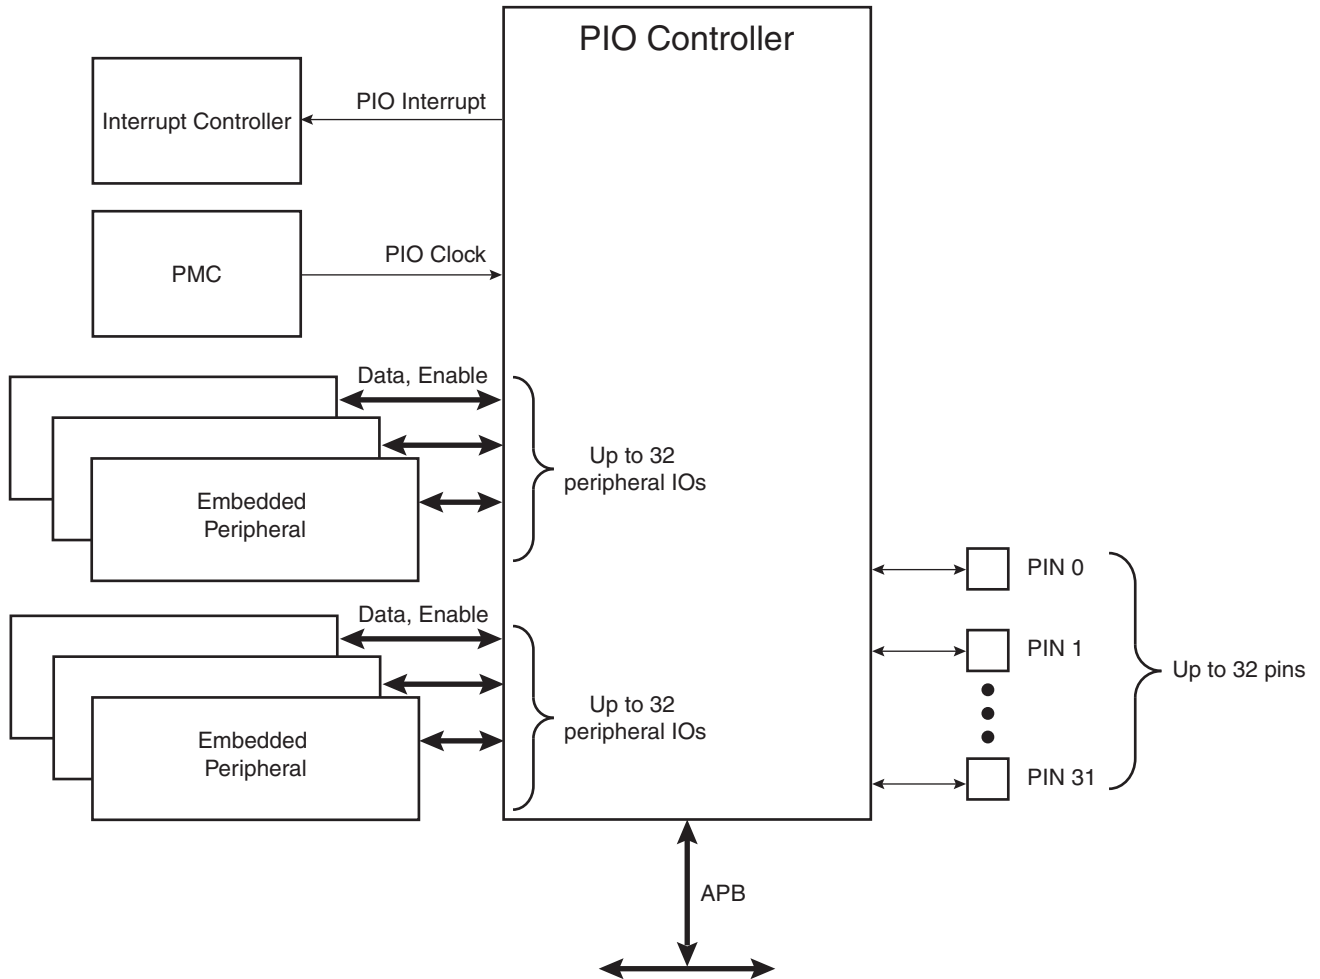 PIO Controller
PIO Interrupt
Interrupt Controller
PIO Clock
PMC
Data, Enable
Up to 32
peripheral IOs
Embedded
Peripheral
PIN 0
Data, Enable
PIN 1
Up to 32 pins
Up to 32
peripheral IOs
Embedded
Peripheral
PIN 31
APB